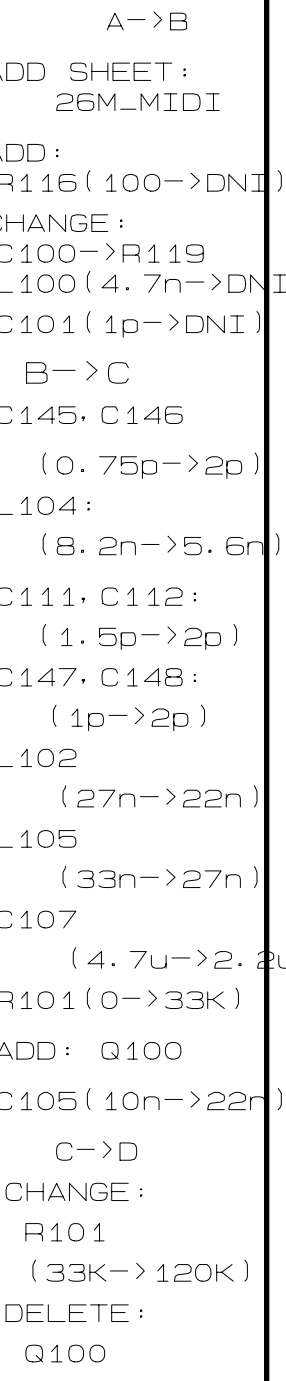 A->B
ADD SHEET:
26M_MIDI
ADD:
R116(100->DNI)
CHANGE:
C100->R119
L100(4.7n->DNI
C101(1p->DNI)
B->C
C145,C146
(0.75p->2p)
L104:
(8.2n->5.6n)
C111,C112:
(1.5p->2p)
C147,C148:
(1p->2p)
L102
(27n->22n)
L105
(33n->27n)
C107
(4.7u->2.2u
R101(0->33K)
ADD: Q100
C105(10n->22n)
C->D
CHANGE:
R101
(33K->120K)
DELETE:
Q100